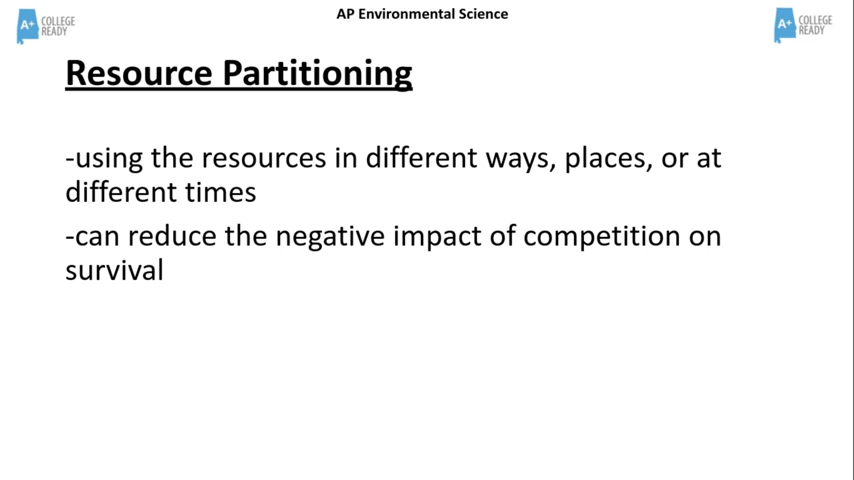 AP Environmental Science
A+ COLLEGE
READY
A+ COLLEGE
READY
Resource Partitioning
-using the resources in different ways, places, or at
different times
-can reduce the negative impact of competition on
survival